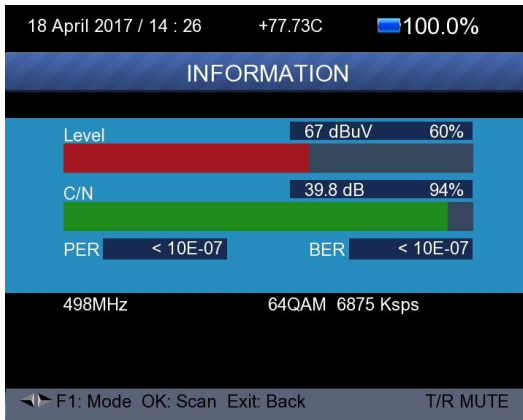 18 April 2017 / 14 : 26 +77.73C 100.0%
INFORMATION
Level 67 dBuV 60%
C/N 39.8 dB 94%
PER < 10E-07 BER < 10E-07
498MHz 64QAM 6875 Ksps
F1: Mode OK: Scan Exit: Back T/R MUTE